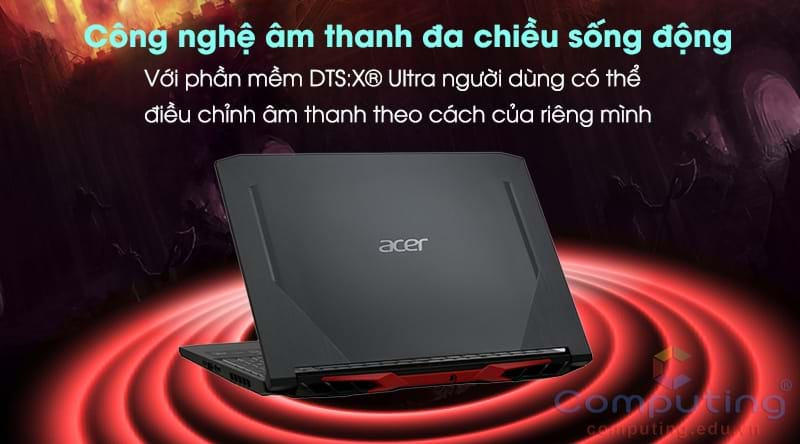 Công nghệ âm thanh đa chiều sống động
Với phần mềm DTS:X® Ultra người dùng có thể
điều chỉnh âm thanh theo cách của riêng mình
acer
Computing®
computing.edu.vn